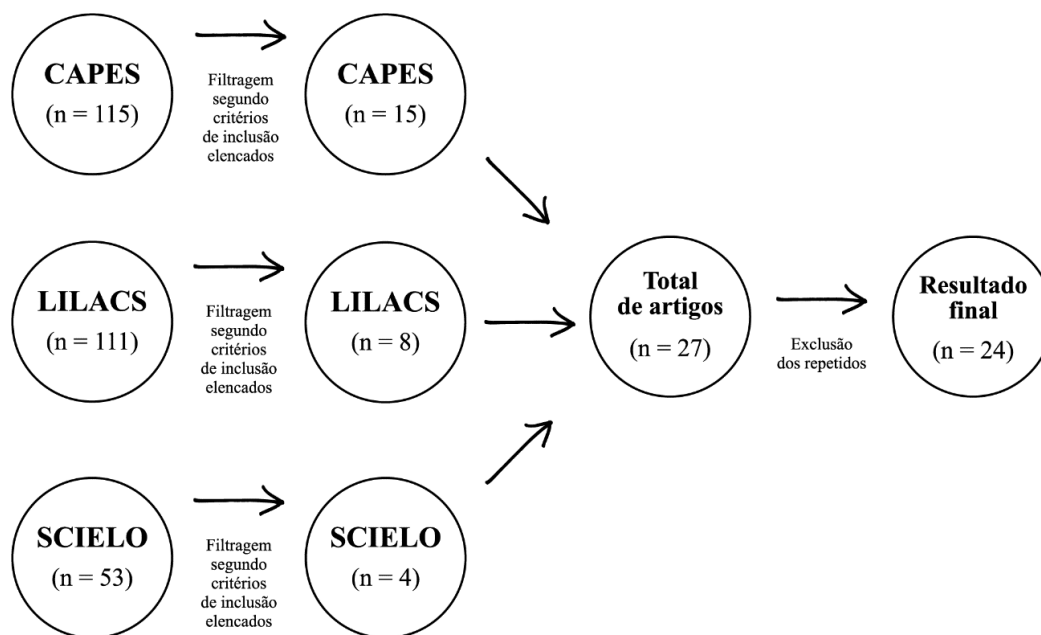 CAPES
(n = 115)
Filtragem
segundo
critérios
de inclusão
elencados
CAPES
(n = 15)
LILACS
(n = 111)
Filtragem
segundo
critérios
de inclusão
elencados
LILACS
(n = 8)
SCIELO
(n = 53)
Filtragem
segundo
critérios
de inclusão
elencados
SCIELO
(n = 4)
Total
de artigos
(n = 27)
Exclusão
dos repetidos
Resultado
final
(n = 24)